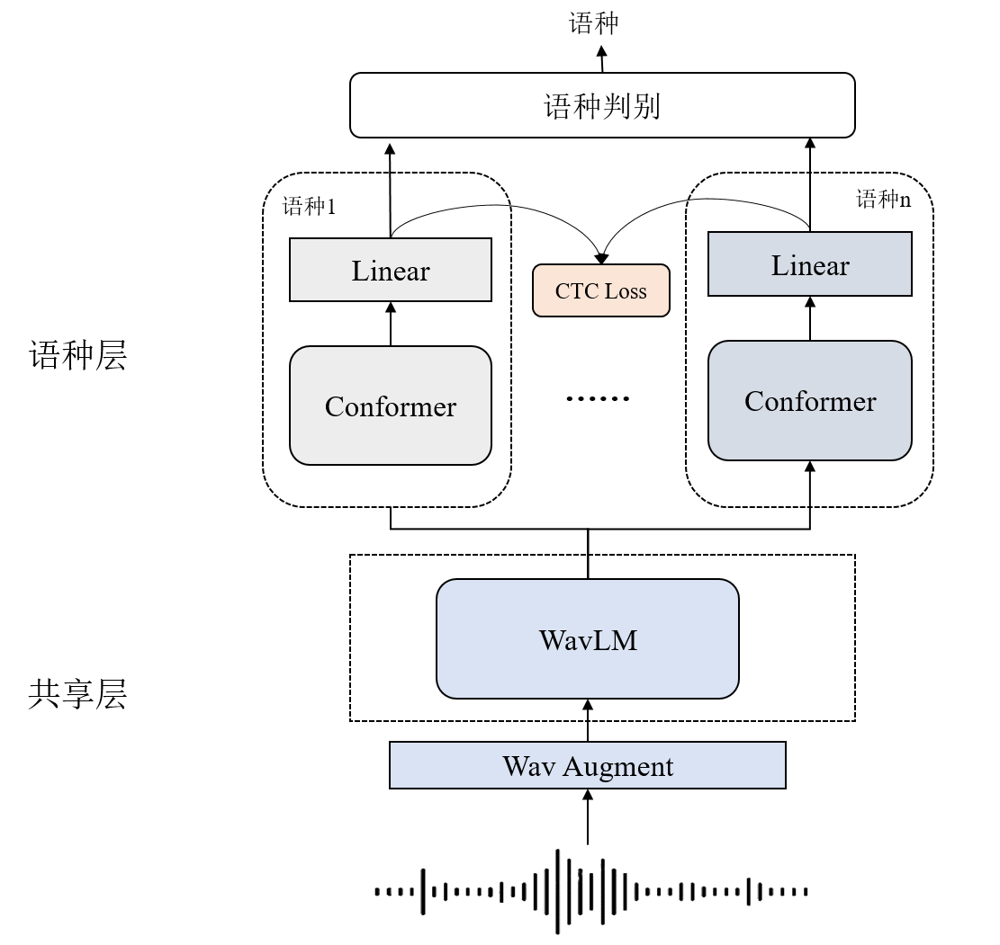 语种
语种判别
语种1
语种n
Linear
Linear
CTC Loss
语种层
Conformer
......
Conformer
共享层
WavLM
Wav Augment